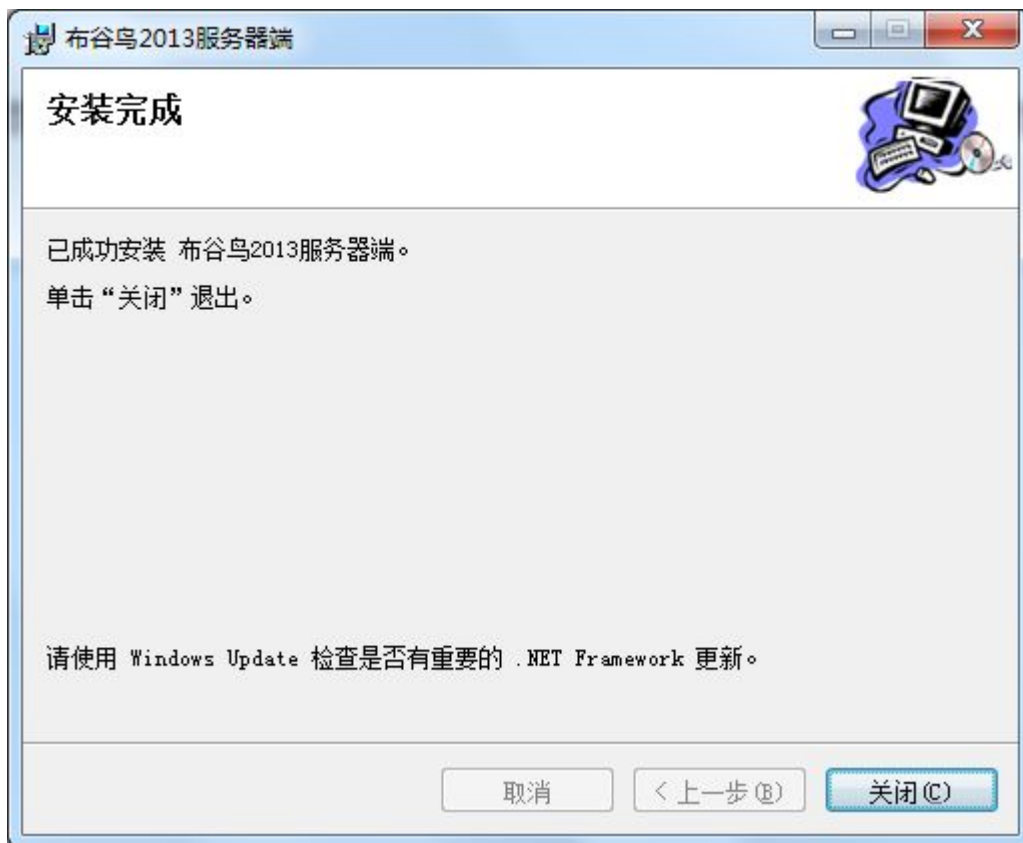 布谷鸟2013服务器端
安装完成
已成功安装 布谷鸟2013服务器端。
单击“关闭”退出。
请使用 Windows Update 检查是否有重要的 .NET Framework 更新。
取消
< 上一步(B)
关闭(C)